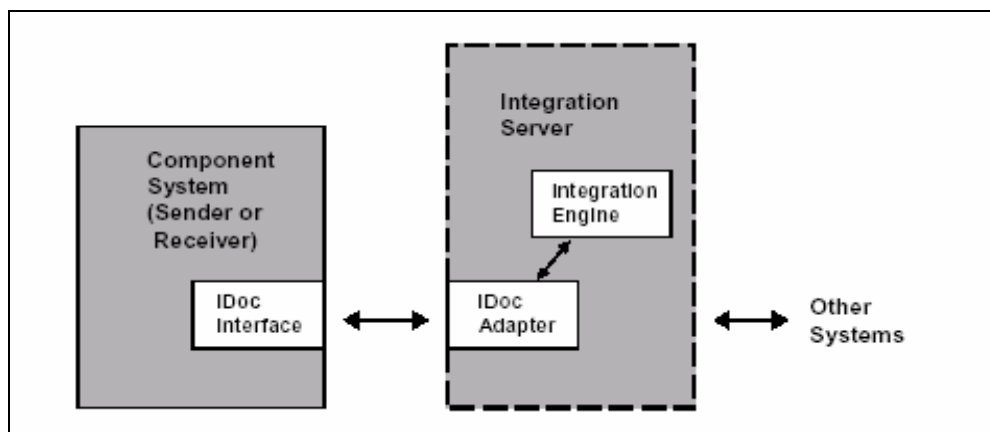 Component
System
(Sender or
Receiver)
IDoc
Interface
Integration
Server
Integration
Engine
IDoc
Adapter
Other
Systems